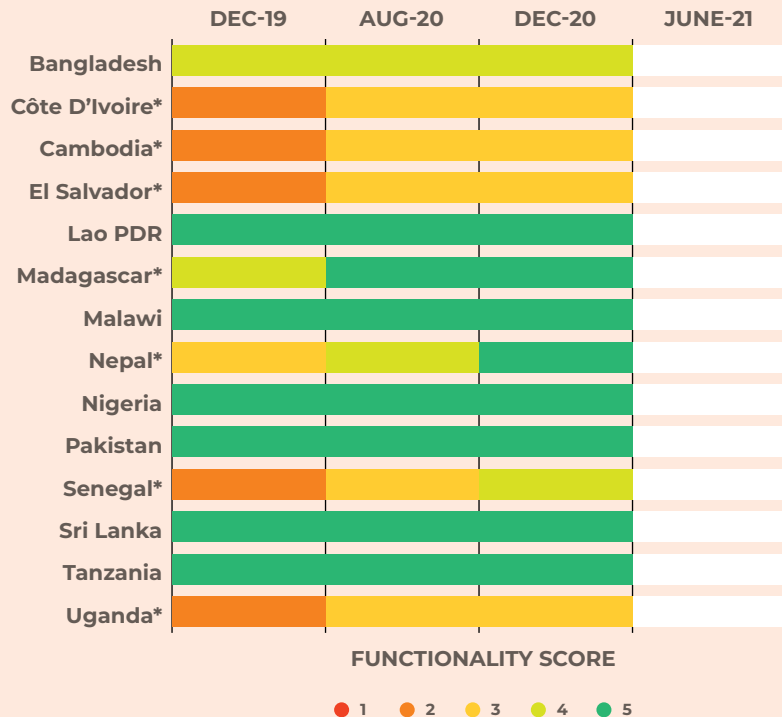 DEC-19 AUG-20 DEC-20 JUNE-21
Bangladesh
Côte D’Ivoire*
Cambodia*
El Salvador*
Lao PDR
Madagascar*
Malawi
Nepal*
Nigeria
Pakistan
Senegal*
Sri Lanka
Tanzania
Uganda*
FUNCTIONALITY SCORE
1 2 3 4 5